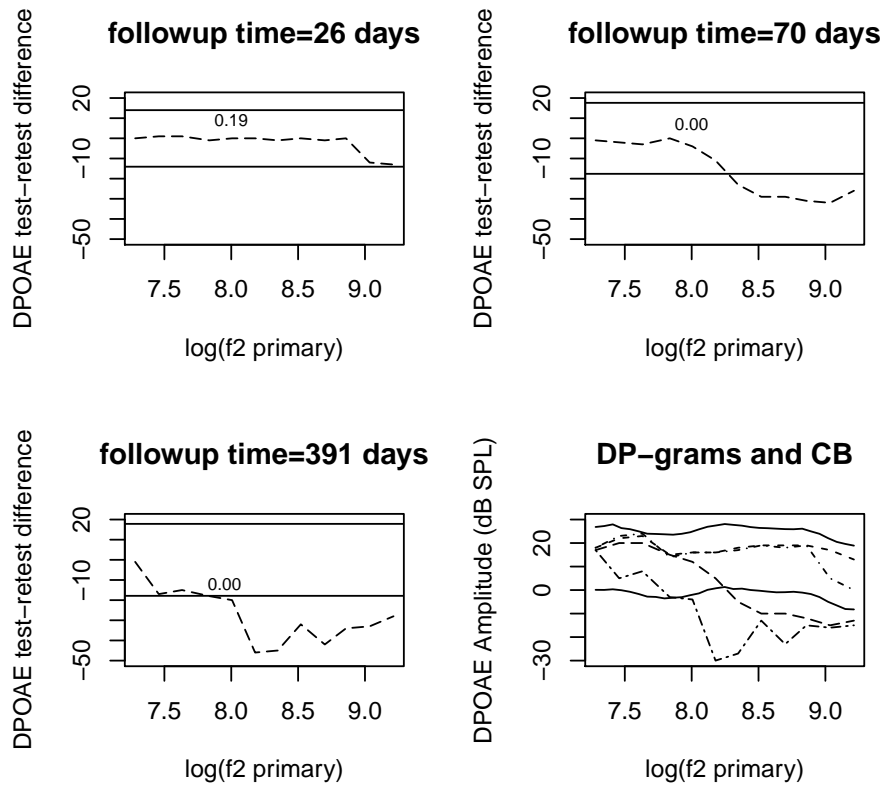 followup time=26 days
DPOAE test−retest difference
20
−10
−50
0.19
7.5 8.0 8.5 9.0
log(f2 primary)
followup time=70 days
DPOAE test−retest difference
20
−10
−50
0.00
7.5 8.0 8.5 9.0
log(f2 primary)
followup time=391 days
DPOAE test−retest difference
20
−10
−50
0.00
7.5 8.0 8.5 9.0
log(f2 primary)
DP−grams and CB
DPOAE Amplitude (dB SPL)
20
0
−30
7.5 8.0 8.5 9.0
log(f2 primary)